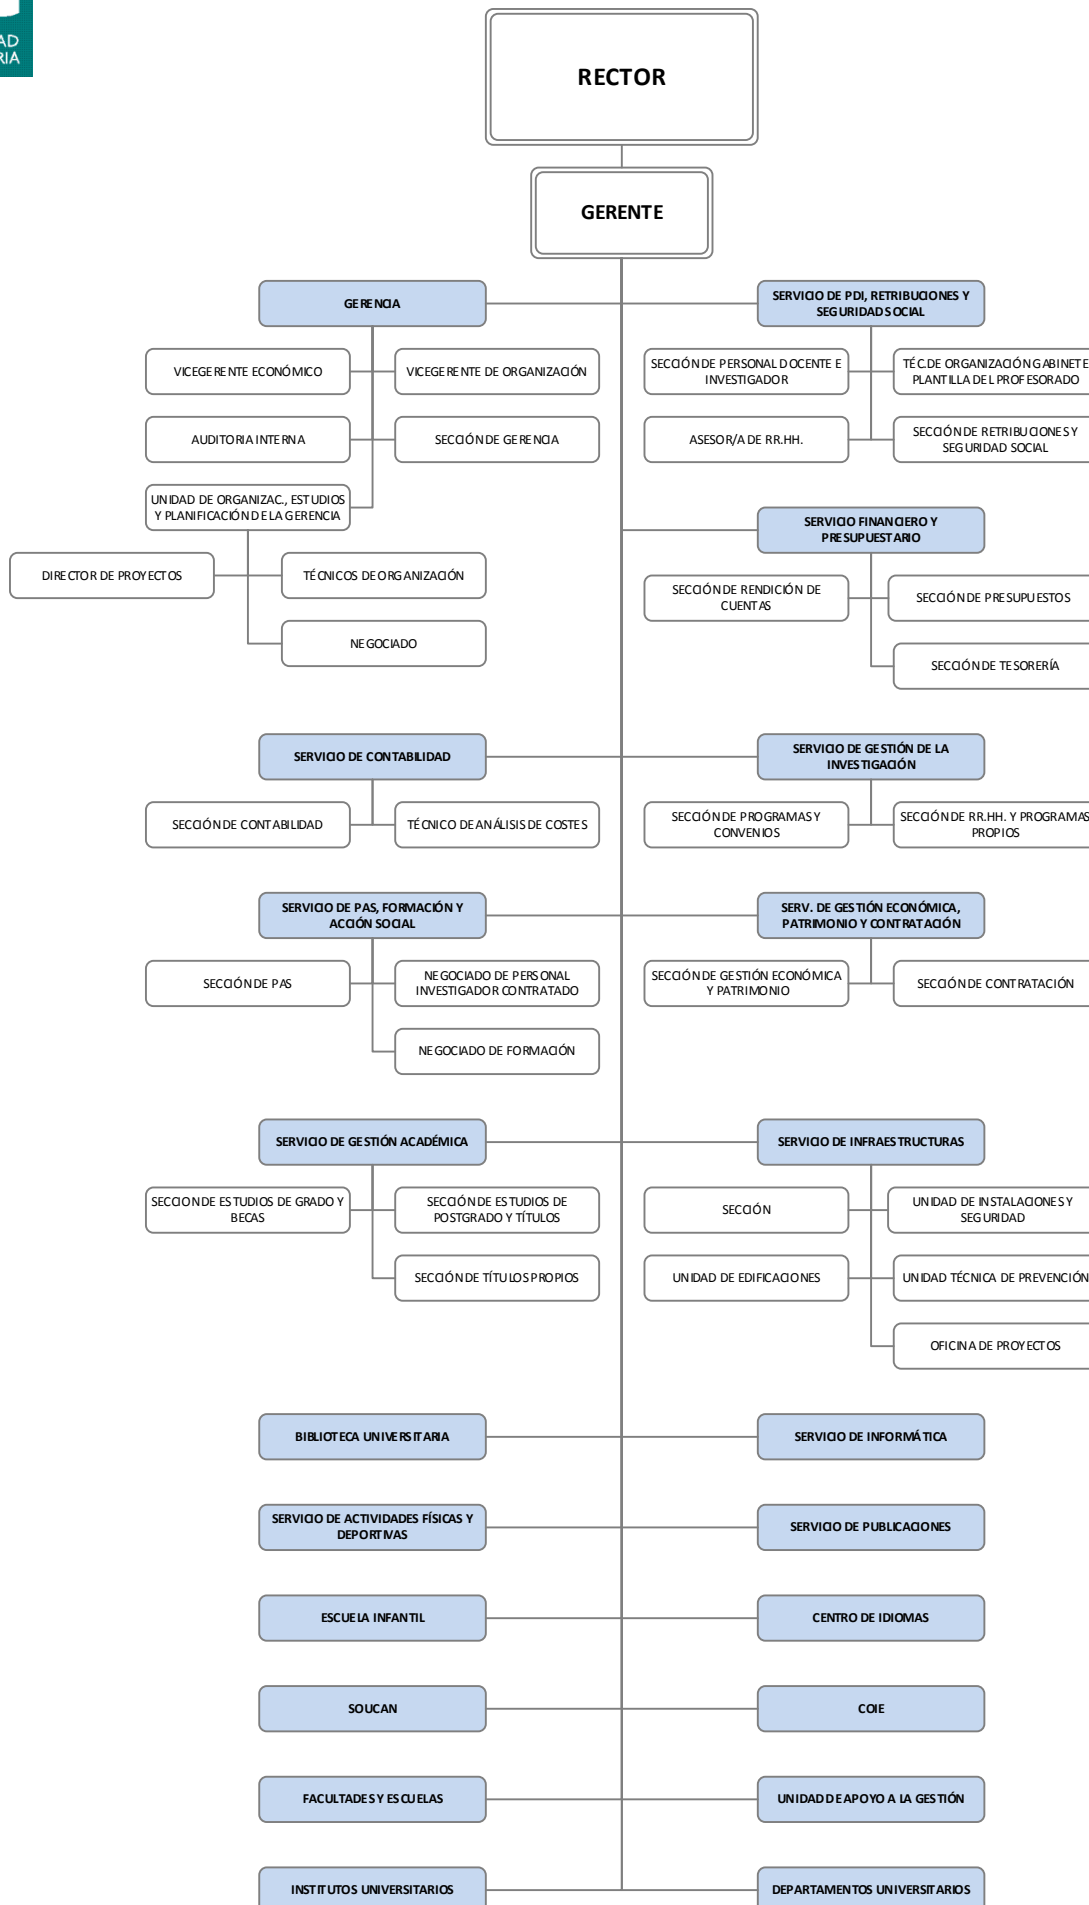 AD
RIA
RECTOR
GERENTE
GERENCIA
SERVICIO DE PDI, RETRIBUCIONES Y
SEGURIDAD SOCIAL
VICEGERENTE ECONÓMICO
VICEGERENTE DE ORGANIZACIÓN
SECCIÓN DE PERSONAL DOCENTE E
INVESTIGADOR
TÉC.DE ORGANIZACIÓN GABINETE
PLANTILLA DEL PROFESORADO
AUDITORIA INTERNA
SECCIÓN DE GERENCIA
ASESOR/A DE RR.HH.
SECCIÓN DE RETRIBUCIONES Y
SEGURIDAD SOCIAL
UNIDAD DE ORGANIZAC., ESTUDIOS
Y PLANIFICACIÓN DE LA GERENCIA
SERVICIO FINANCIERO Y
PRESUPUESTARIO
DIRECTOR DE PROYECTOS
TÉCNICOS DE ORGANIZACIÓN
SECCIÓN DE RENDICIÓN DE
CUENTAS
SECCIÓN DE PRESUPUESTOS
NEGOCIADO
SECCIÓN DE TESORERÍA
SERVICIO DE CONTABILIDAD
SERVICIO DE GESTIÓN DE LA
INVESTIGACIÓN
SECCIÓN DE CONTABILIDAD
TÉCNICO DE ANÁLISIS DE COSTES
SECCIÓN DE PROGRAMAS Y
CONVENIOS
SECCIÓN DE RR.HH. Y PROGRAMAS
PROPIOS
SERVICIO DE PAS, FORMACIÓN Y
ACCIÓN SOCIAL
SERV. DE GESTIÓN ECONÓMICA,
PATRIMONIO Y CONTRATACIÓN
SECCIÓN DE PAS
NEGOCIADO DE PERSONAL
INVESTIGADOR CONTRATADO
SECCIÓN DE GESTIÓN ECONÓMICA
Y PATRIMONIO
SECCIÓN DE CONTRATACIÓN
NEGOCIADO DE FORMACIÓN
SERVICIO DE GESTIÓN ACADÉMICA
SERVICIO DE INFRAESTRUCTURAS
SECCION DE ESTUDIOS DE GRADO Y
BECAS
SECCIÓN DE ESTUDIOS DE
POSTGRADO Y TÍTULOS
SECCIÓN
UNIDAD DE INSTALACIONES Y
SEGURIDAD
SECCIÓN DE TÍTULOS PROPIOS
UNIDAD DE EDIFICACIONES
UNIDAD TÉCNICA DE PREVENCIÓN
OFICINA DE PROYECTOS
BIBLIOTECA UNIVERSITARIA
SERVICIO DE INFORMÁTICA
SERVICIO DE ACTIVIDADES FÍSICAS Y
DEPORTIVAS
SERVICIO DE PUBLICACIONES
ESCUELA INFANTIL
CENTRO DE IDIOMAS
SOUCAN
COIE
FACULTADES Y ESCUELAS
UNIDAD DE APOYO A LA GESTIÓN
INSTITUTOS UNIVERSITARIOS
DEPARTAMENTOS UNIVERSITARIOS